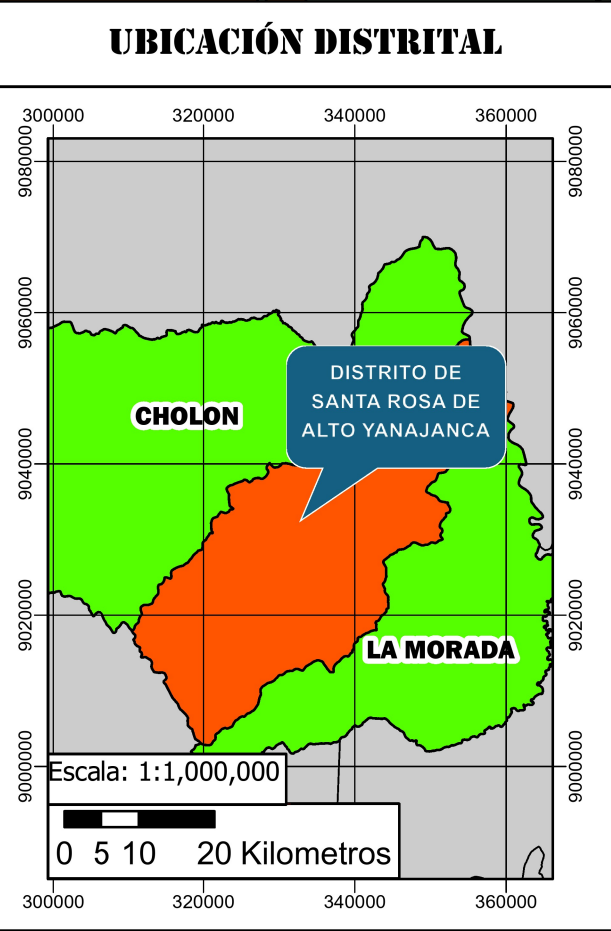 UBICACIÓN DISTRITAL
300000 320000 340000 360000
9080000 9080000
9060000 9060000
DISTRITO DE
SANTA ROSA DE
ALTO YANAJANCA
CHOLON
9040000 9040000
9020000 9020000
LA MORADA
9000000 9000000
Escala: 1:1,000,000
0 5 10 20 Kilometros
300000 320000 340000 360000